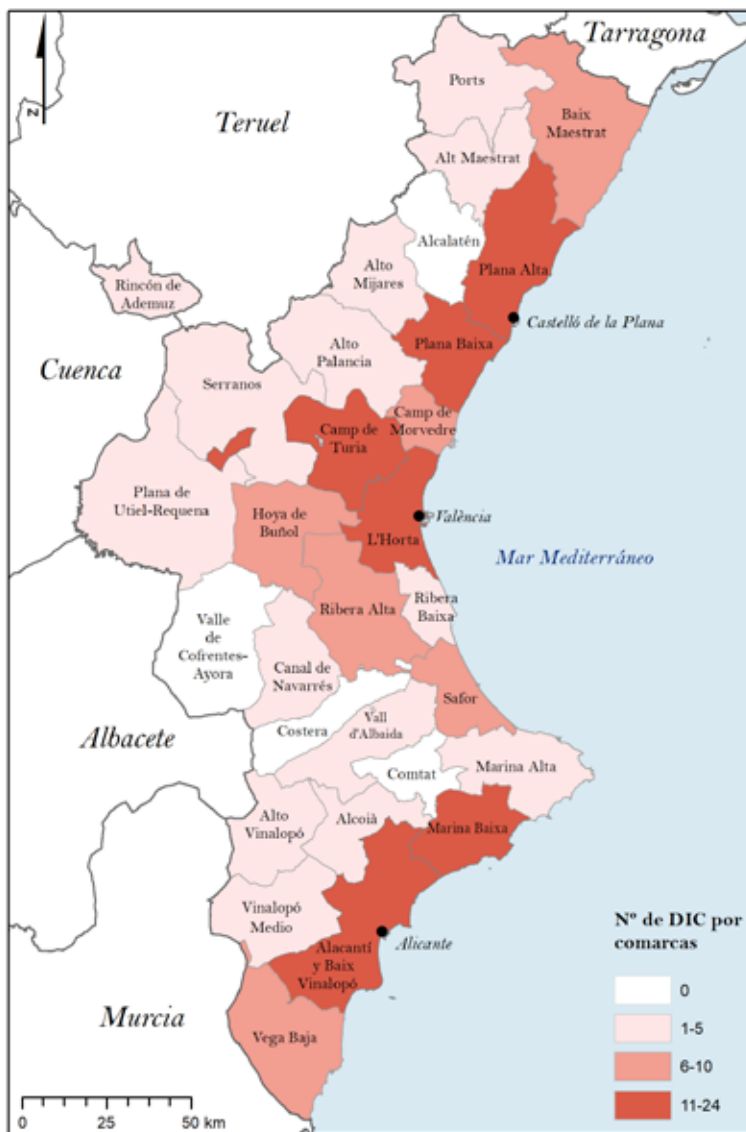 Tarragona
Ports
N
Teruel
Baix
Maestrat
Alt Maestrat
Alcalatén
Plana Alta
Alto
Mijares
Rincón de
Ademuz
Castelló de la Plana
Plana Baixa
Alto
Palancia
Cuenca
Serranos
Camp de
Morvedre
Camp de
Turia
Plana de
Utiel-Requena
Hoya de
Buñol
València
L'Horta
Mar Mediterráneo
Ribera
Baixa
Ribera Alta
Valle
de
Cofrentes-
Ayora
Canal de
Navarrés
Safor
Costera
Vall
d'Albaida
Albacete
Comtat
Marina Alta
Alto
Vinalopó
Alcoià
Marina Baixa
Vinalopó
Medio
Alicante
Alacantí
y Baix
Vinalopó
Murcia
Vega Baja
Nº de DIC por
comarcas
0
1-5
6-10
11-24
0 25 50 km